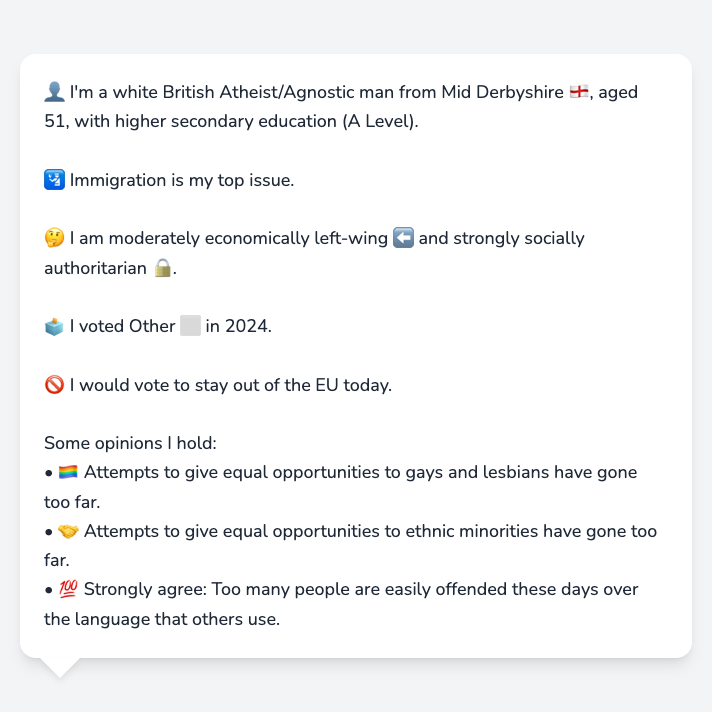 👤 I'm a white British Atheist/Agnostic man from Mid Derbyshire 🏴󠁧󠁢󠁥󠁮󠁧󠁿, aged
51, with higher secondary education (A Level).
🛂 Immigration is my top issue.
🤔 I am moderately economically left-wing ⬅️ and strongly socially
authoritarian 🔒.
🗳️ I voted Other ⬜ in 2024.
🚫 I would vote to stay out of the EU today.
Some opinions I hold:
• 🏳️‍🌈 Attempts to give equal opportunities to gays and lesbians have gone
too far.
• 🤝 Attempts to give equal opportunities to ethnic minorities have gone too
far.
• 💯 Strongly agree: Too many people are easily offended these days over
the language that others use.